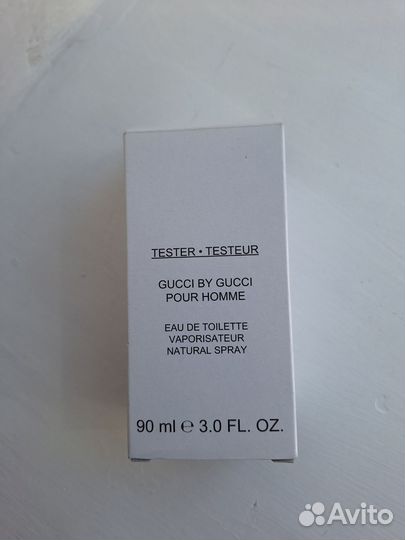 TESTER • TESTEUR
GUCCI BY GUCCI
POUR HOMME
EAU DE TOILETTE
VAPORISATEUR
NATURAL SPRAY
90 ml ℮ 3.0 FL. OZ.
Avito